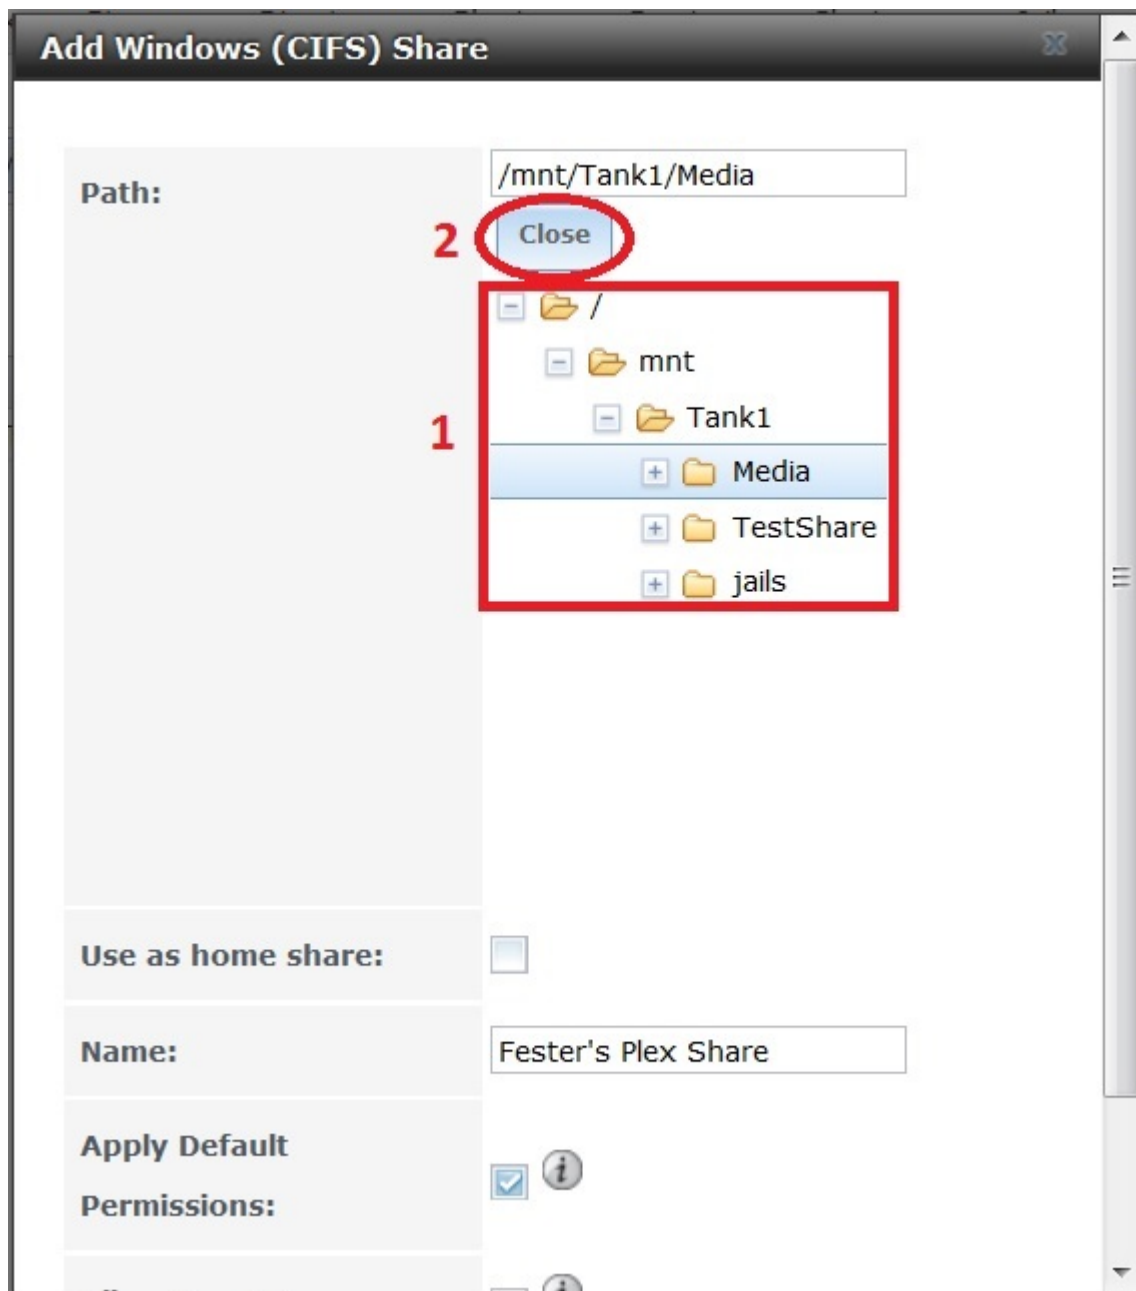 Add Windows (CIFS) Share
Path:
/mnt/Tank1/Media
2
Close
/
mnt
1
Tank1
Media
TestShare
jails
Use as home share:
Name:
Fester's Plex Share
Apply Default
Permissions: